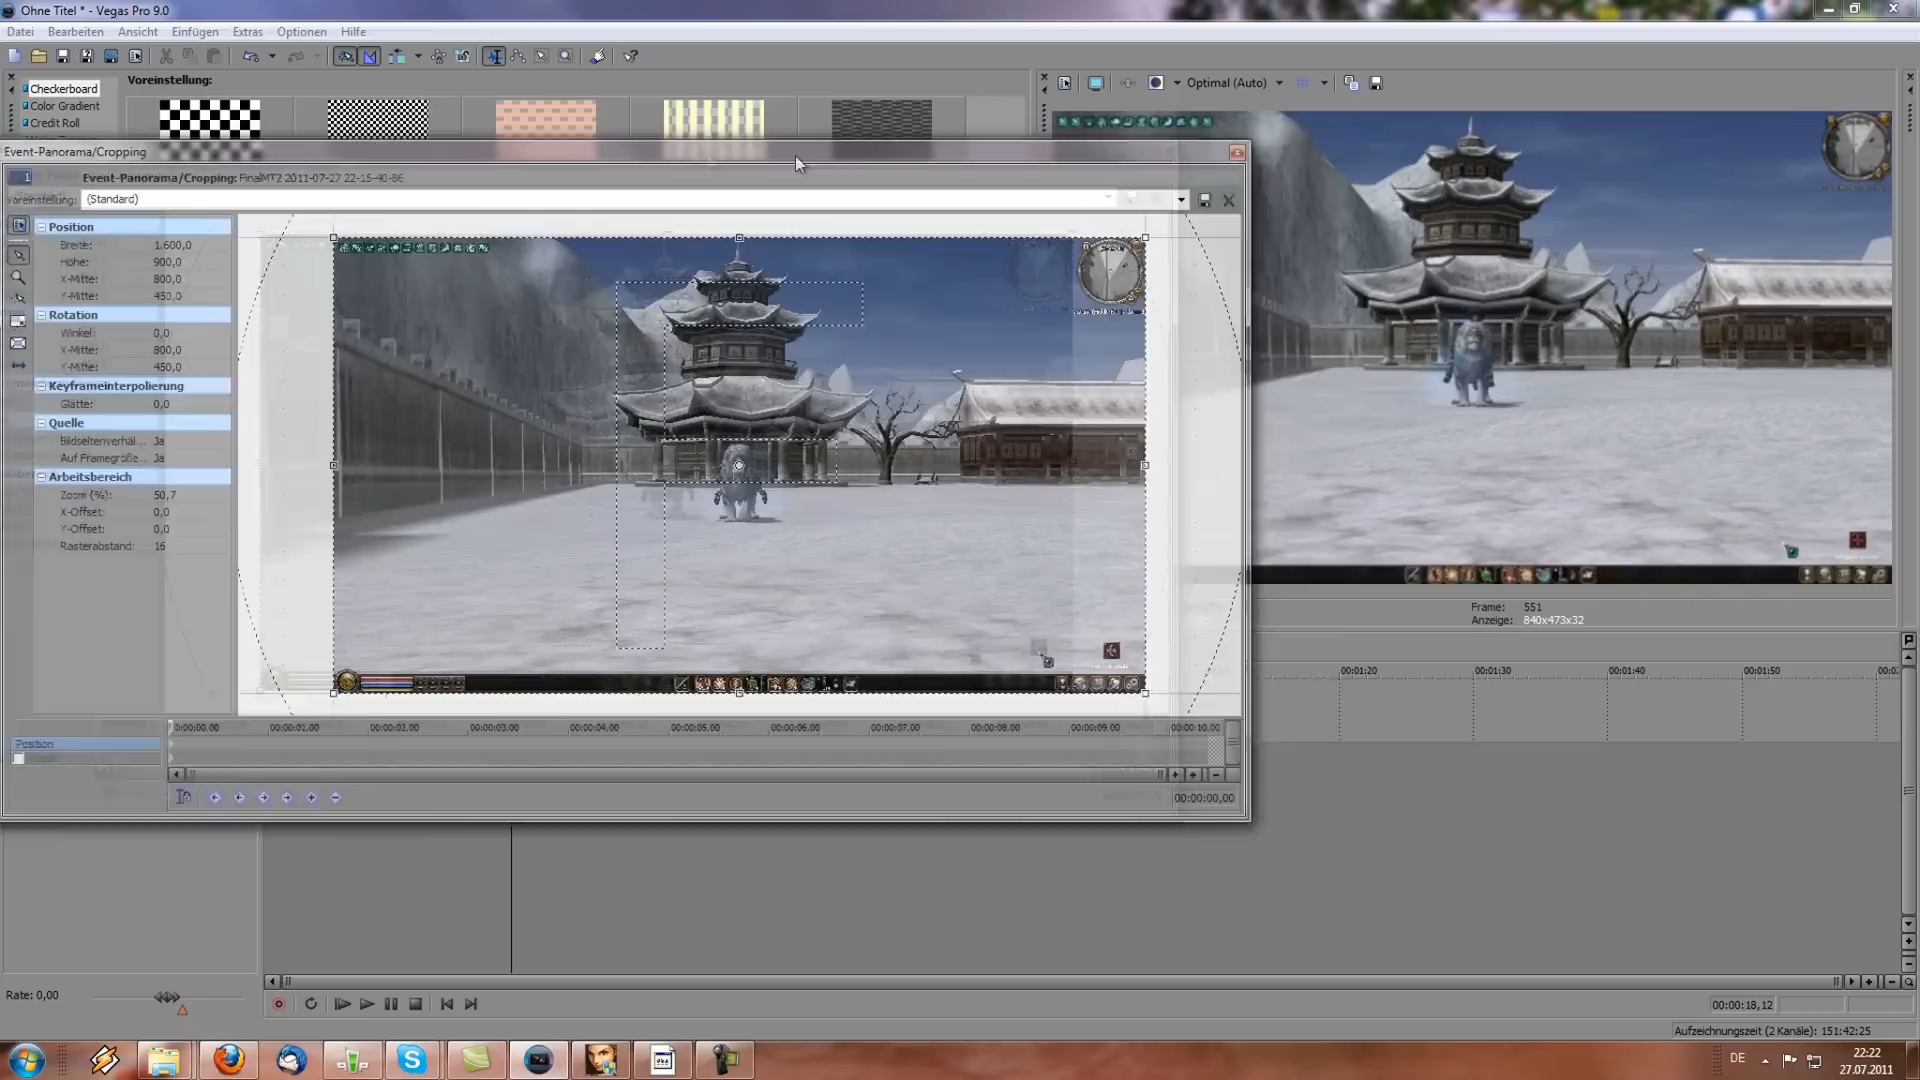 Ohne Titel * - Vegas Pro 9.0
Datei Bearbeiten Ansicht Einfügen Extras Optionen Hilfe
Voreinstellung:
Checkerboard
Color Gradient
Credit Roll
Optimal (Auto)
Event-Panorama/Cropping
Event-Panorama/Cropping: FinalMT2 2011-07-27 22-15-40-86
Voreinstellung: (Standard)
Position
Breite: 1.600,0
Höhe: 900,0
X-Mitte: 800,0
Y-Mitte: 450,0
Rotation
Winkel: 0,0
X-Mitte: 800,0
Y-Mitte: 450,0
Keyframeinterpolierung
Glätte: 0,0
Quelle
Bildseitenverhäl... Ja
Auf Framegröße... Ja
Arbeitsbereich
Zoom (%): 50,7
X-Offset: 0,0
Y-Offset: 0,0
Rasterabstand: 16
Frame: 551
Anzeige: 840x473x32
00:01:20 00:01:30 00:01:40 00:01:50 00:0
0:00:00.00 00:00:01.00 00:00:02.00 00:00:03.00 00:00:04.00 00:00:05.00 00:00:06.00 00:00:07.00 00:00:08.00 00:00:09.00 00:00:10.00
Position
00:00:00,00
Rate: 0,00
00:00:18,12
Aufzeichnungszeit (2 Kanäle): 151:42:25
DE
22:22
27.07.2011